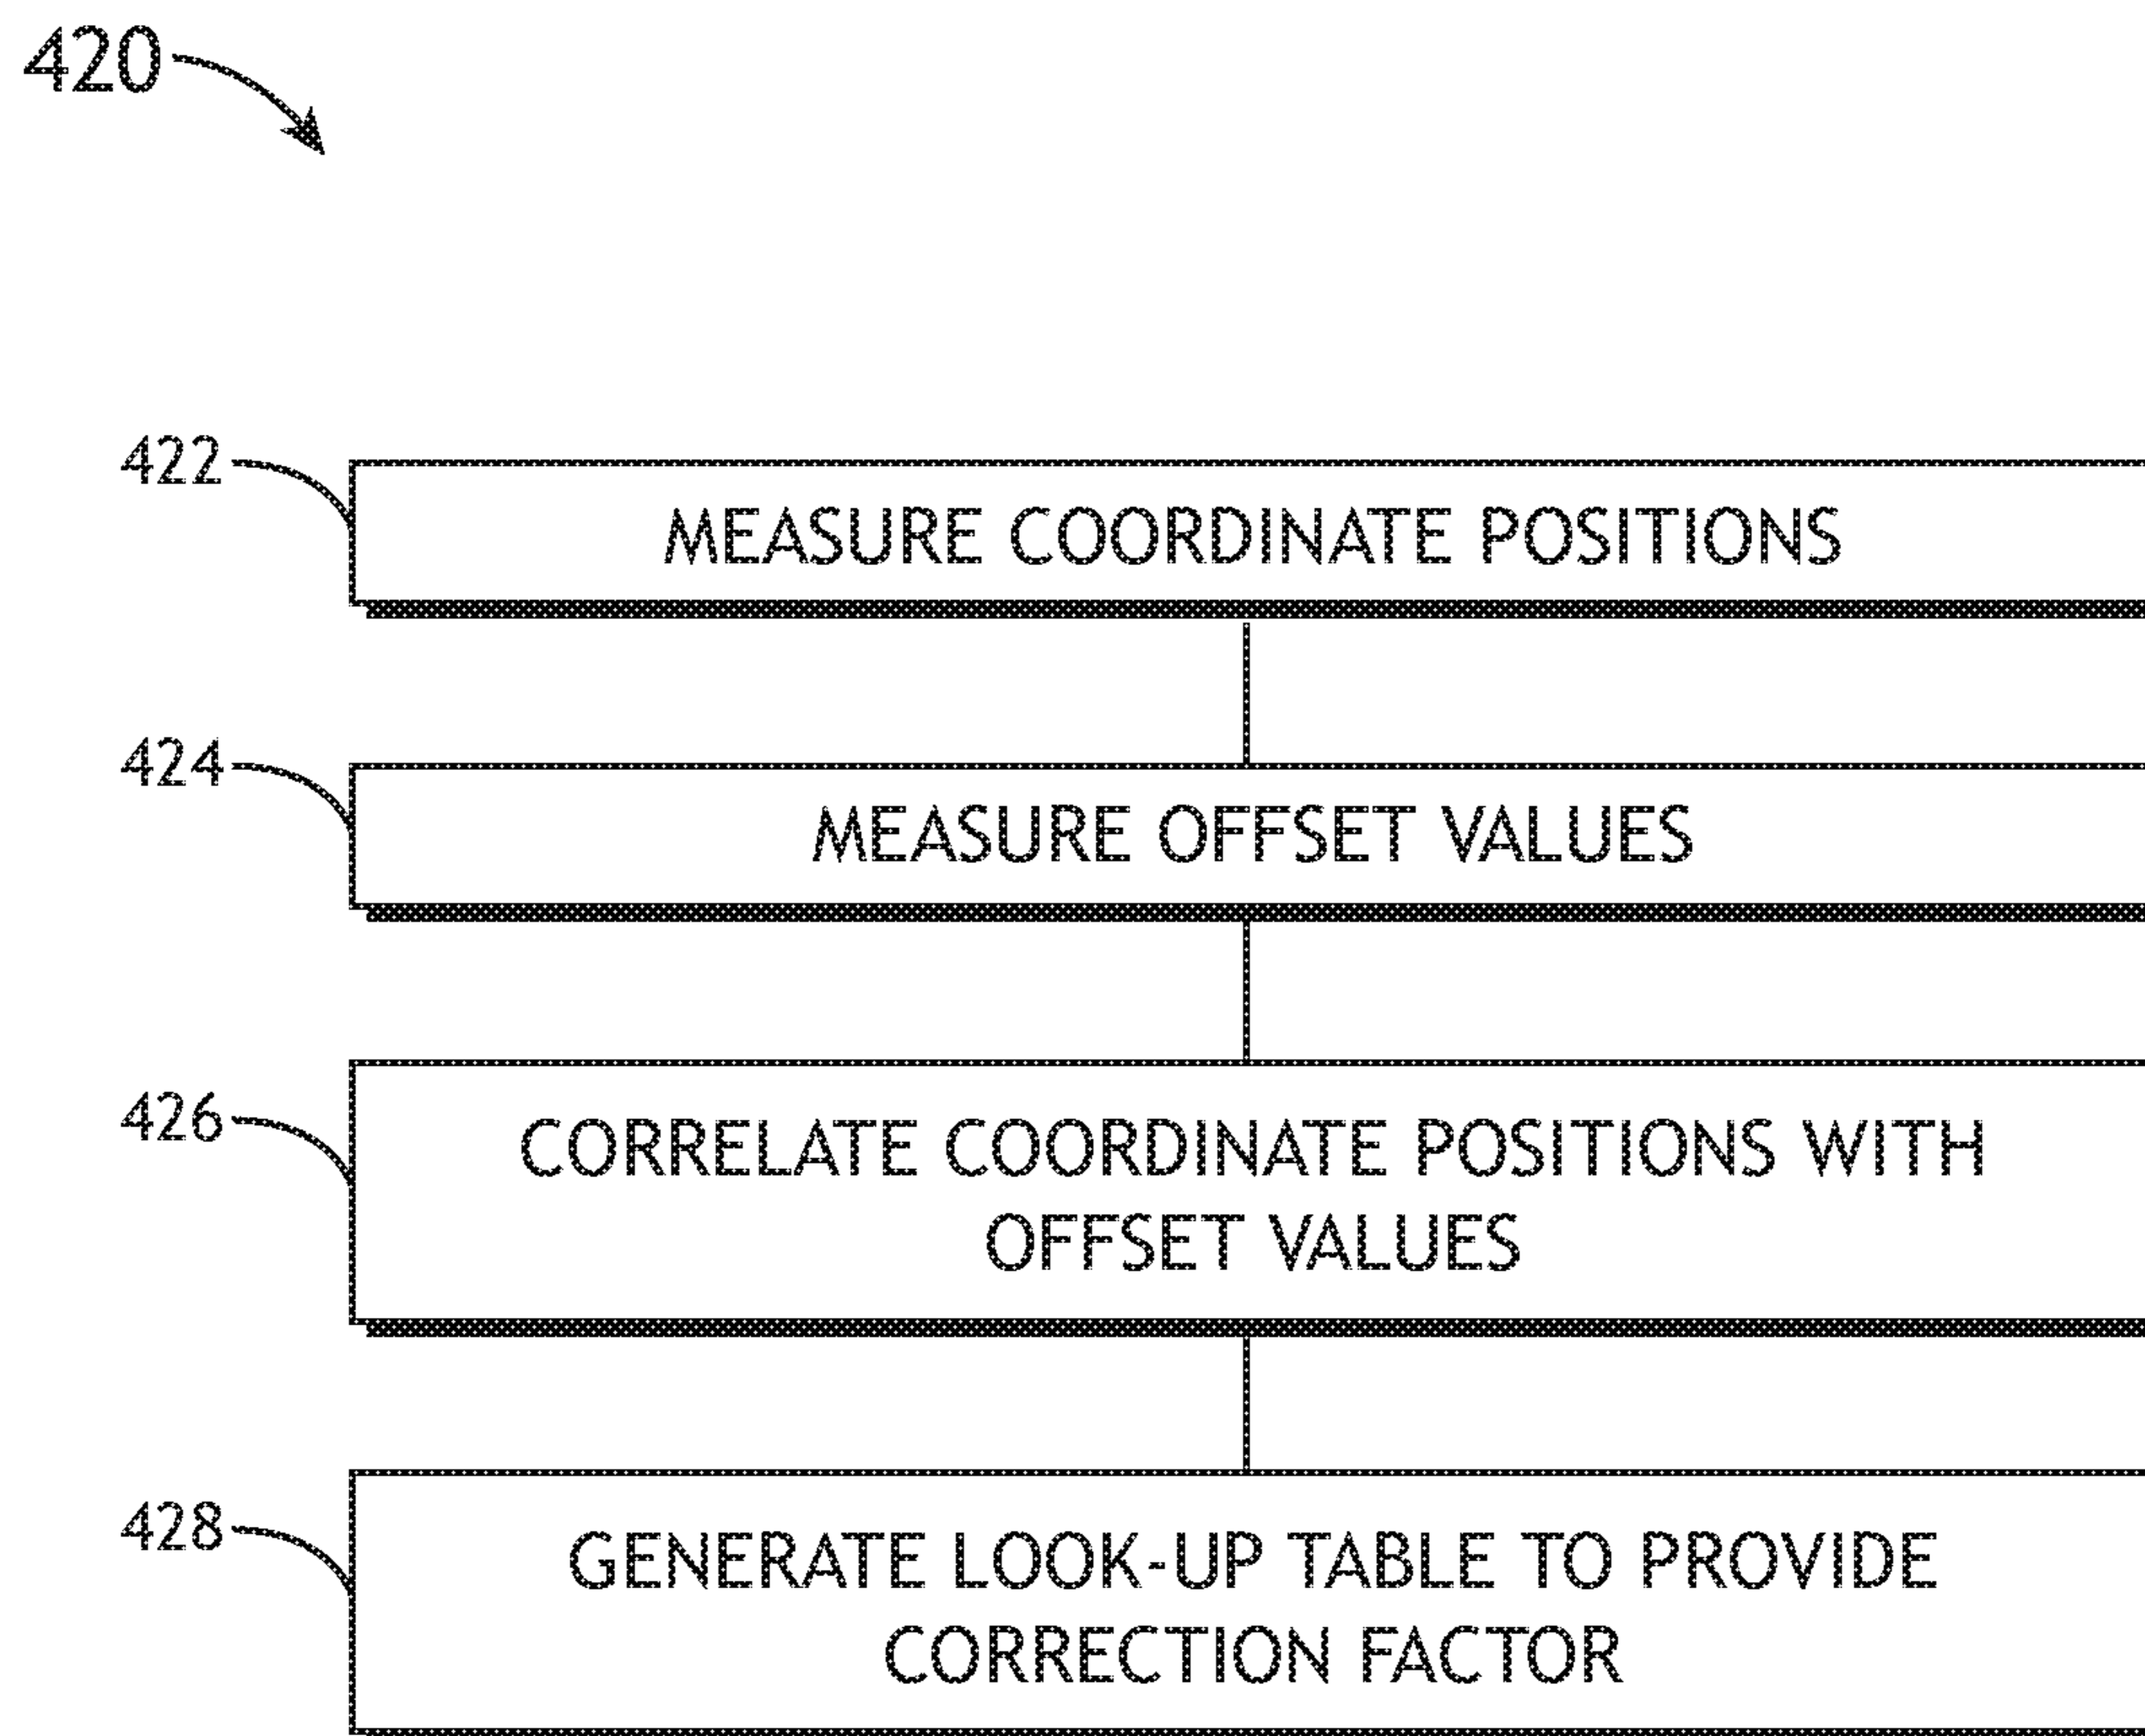 420
422
MEASURE COORDINATE POSITIONS
424
MEASURE OFFSET VALUES
426
CORRELATE COORDINATE POSITIONS WITH
OFFSET VALUES
428
GENERATE LOOK-UP TABLE TO PROVIDE
CORRECTION FACTOR